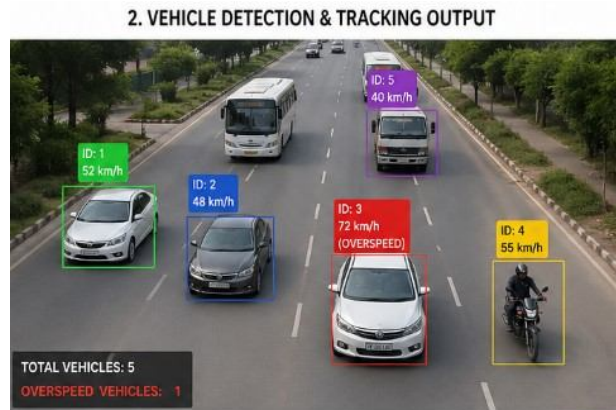 2. VEHICLE DETECTION & TRACKING OUTPUT
ID: 5
40 km/h
ID: 1
52 km/h
ID: 2
48 km/h
ID: 3
72 km/h
(OVERSPEED)
ID: 4
55 km/h
TOTAL VEHICLES: 5
OVERSPEED VEHICLES: 1